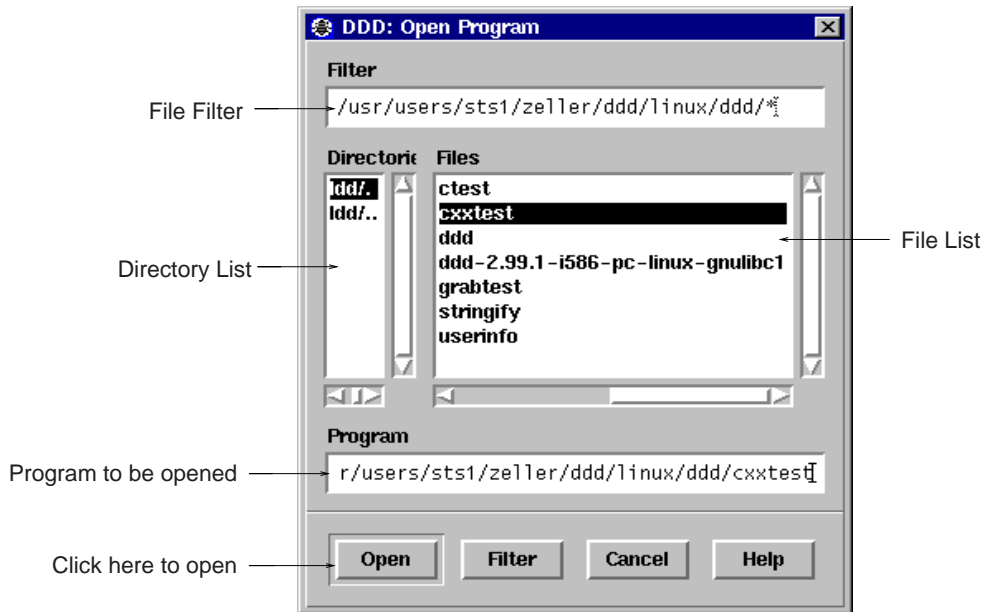 DDD: Open Program
Filter
File Filter
/usr/users/sts1/zeller/ddd/linux/ddd/*
Directorie
Files
ldd/.
ldd/..
ctest
cxxtest
ddd
ddd-2.99.1-i586-pc-linux-gnulibc1
grabtest
stringify
userinfo
File List
Directory List
Program
Program to be opened
r/users/sts1/zeller/ddd/linux/ddd/cxxtest
Click here to open
Open
Filter
Cancel
Help